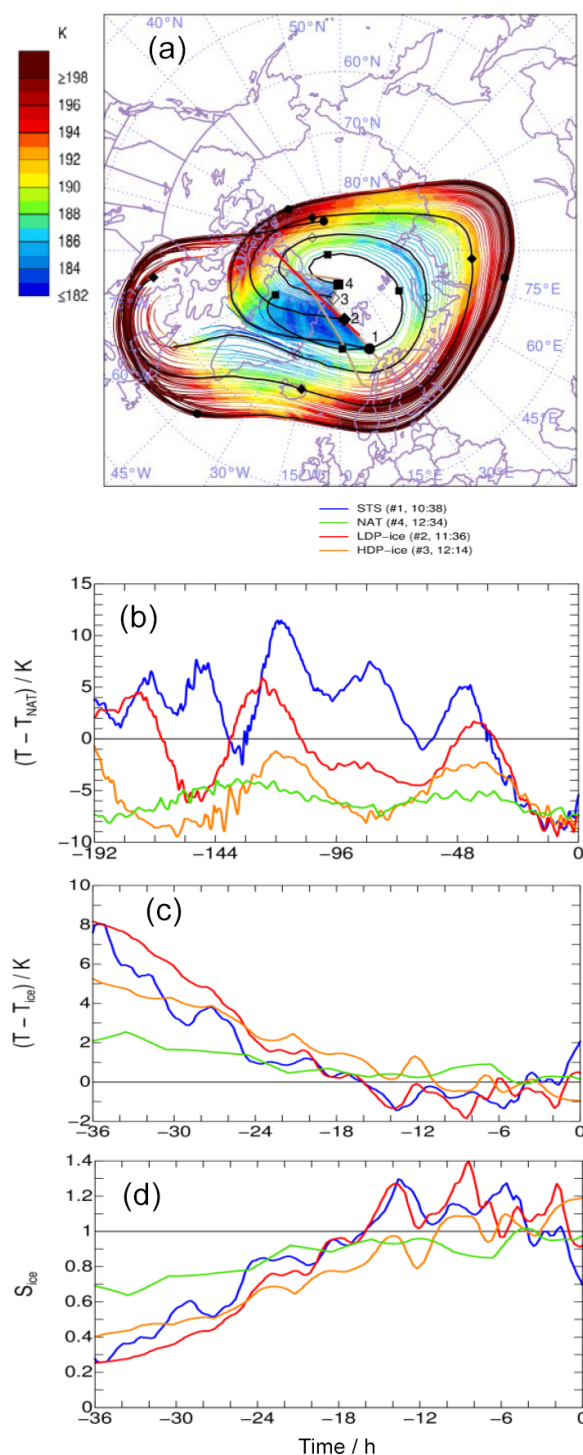 K
(a)
≥198
196
194
192
190
188
186
184
≤182
40°N
50°N
60°N
70°N
80°N
75°N
60°N
45°W
30°W
15°W
0
15°E
30°E
1
2
3
4
STS (#1, 10:38)
NAT (#4, 12:34)
LDP-ice (#2, 11:36)
HDP-ice (#3, 12:14)
(b)
(T − T_NAT) / K
15
10
5
0
−5
−10
−192 −144 −96 −48 0
(c)
(T − T_ice) / K
10
8
6
4
2
0
−2
−36 −30 −24 −18 −12 −6 0
(d)
S_ice
1.4
1.2
1
0.8
0.6
0.4
0.2
0
−36 −30 −24 −18 −12 −6 0
Time / h